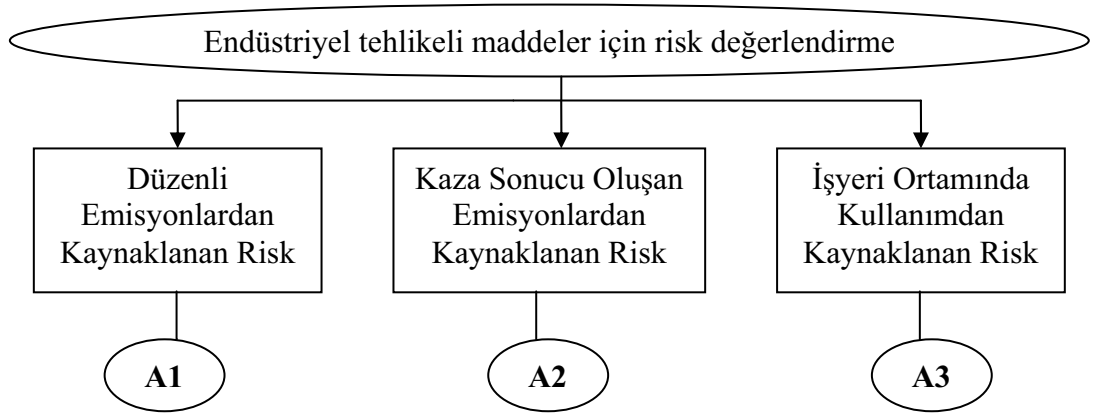 Endüstriyel tehlikeli maddeler için risk değerlendirme
Düzenli
Emisyonlardan
Kaynaklanan Risk
Kaza Sonucu Oluşan
Emisyonlardan
Kaynaklanan Risk
İşyeri Ortamında
Kullanımdan
Kaynaklanan Risk
A1
A2
A3